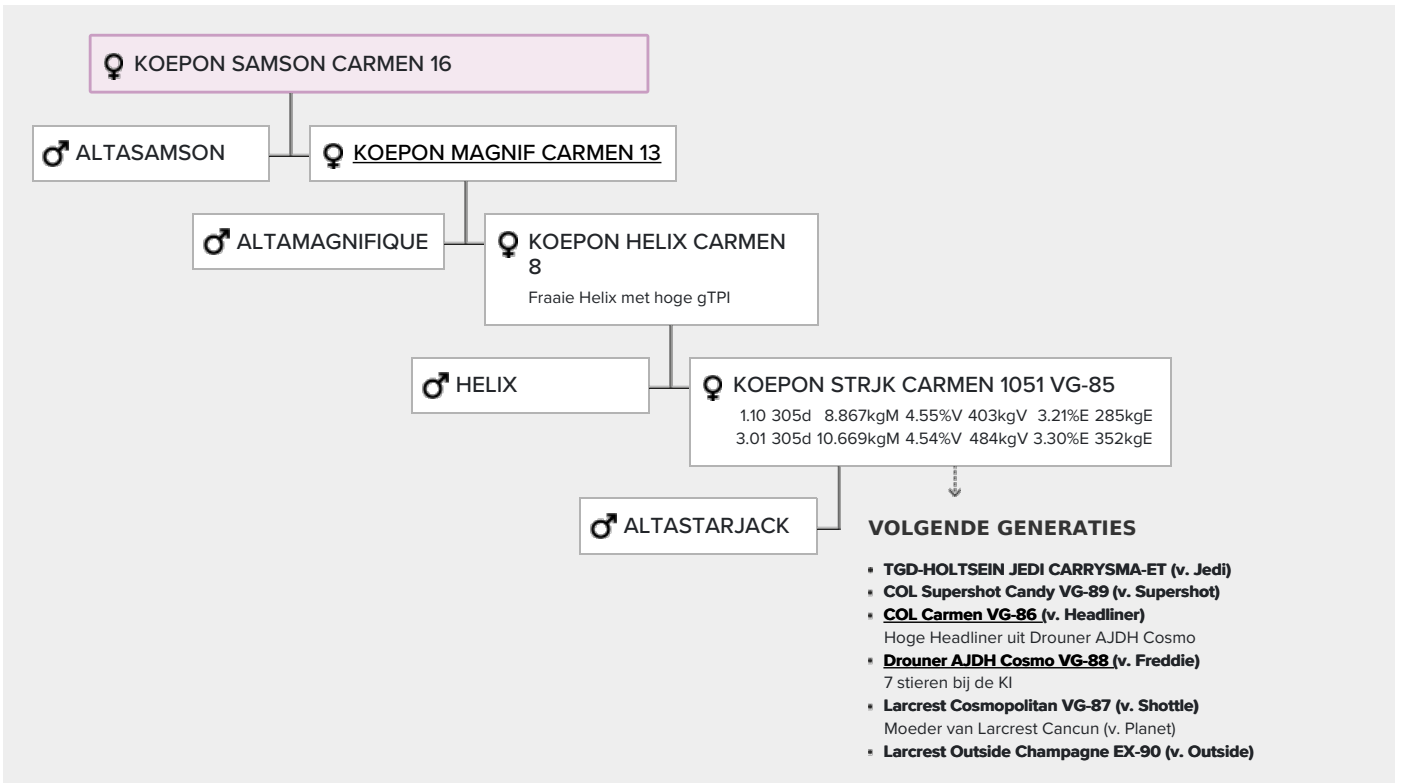 KOEPON SAMSON CARMEN 16
ALTASAMSON
KOEPON MAGNIF CARMEN 13
ALTAMAGNIFIQUE
KOEPON HELIX CARMEN
8
Fraaie Helix met hoge gTPI
HELIX
KOEPON STRJK CARMEN 1051 VG-85
1.10 305d 8.867kgM 4.55%V 403kgV 3.21%E 285kgE
3.01 305d 10.669kgM 4.54%V 484kgV 3.30%E 352kgE
ALTASTARJACK
VOLGENDE GENERATIES
TGD-HOLTSEIN JEDI CARRYSMA-ET (v. Jedi)
COL Supershot Candy VG-89 (v. Supershot)
COL Carmen VG-86 (v. Headliner)
Hoge Headliner uit Drouner AJDH Cosmo
Drouner AJDH Cosmo VG-88 (v. Freddie)
7 stieren bij de KI
Larcrest Cosmopolitan VG-87 (v. Shottle)
Moeder van Larcrest Cancun (v. Planet)
Larcrest Outside Champagne EX-90 (v. Outside)